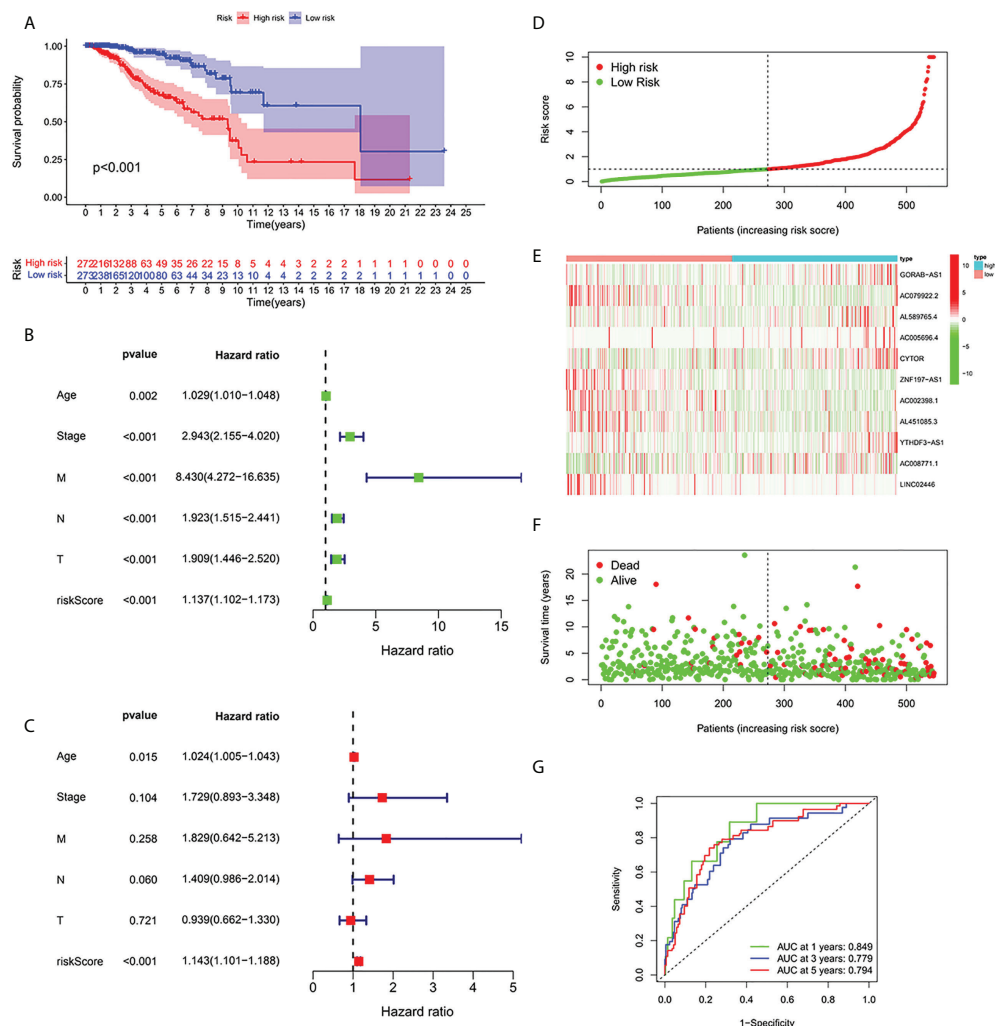 A
Risk High risk Low risk
Survival probability
1.00
0.75
0.50
0.25
0.00
p<0.001
0 1 2 3 4 5 6 7 8 9 10 11 12 13 14 15 16 17 18 19 20 21 22 23 24 25
Time(years)
Risk
High risk 272216132 88 63 49 35 26 22 15 8 5 4 4 3 2 2 2 1 1 1 1 0 0 0 0
Low risk 273238165120100 80 63 44 34 23 13 10 4 4 2 2 2 2 2 1 1 1 1 1 0 0
0 1 2 3 4 5 6 7 8 9 10 11 12 13 14 15 16 17 18 19 20 21 22 23 24 25
Time(years)
B
pvalue Hazard ratio
Age 0.002 1.029(1.010−1.048)
Stage <0.001 2.943(2.155−4.020)
M <0.001 8.430(4.272−16.635)
N <0.001 1.923(1.515−2.441)
T <0.001 1.909(1.446−2.520)
riskScore <0.001 1.137(1.102−1.173)
0 5 10 15
Hazard ratio
C
pvalue Hazard ratio
Age 0.015 1.024(1.005−1.043)
Stage 0.104 1.729(0.893−3.348)
M 0.258 1.829(0.642−5.213)
N 0.060 1.409(0.986−2.014)
T 0.721 0.939(0.662−1.330)
riskScore <0.001 1.143(1.101−1.188)
0 1 2 3 4 5
Hazard ratio
D
High risk
Low Risk
Risk score
10
8
6
4
2
0
0 100 200 300 400 500
Patients (increasing risk socre)
E
type
GORAB−AS1
AC079922.2
AL589765.4
AC005696.4
CYTOR
ZNF197−AS1
AC002398.1
AL451085.3
YTHDF3−AS1
AC008771.1
LINC02446
10
5
0
−5
−10
type
high
low
F
Dead
Alive
Survival time (years)
20
15
10
5
0
0 100 200 300 400 500
Patients (increasing risk socre)
G
Sensitivity
1.0
0.8
0.6
0.4
0.2
0.0
AUC at 1 years: 0.849
AUC at 3 years: 0.779
AUC at 5 years: 0.794
0.0 0.2 0.4 0.6 0.8 1.0
1−Specificity